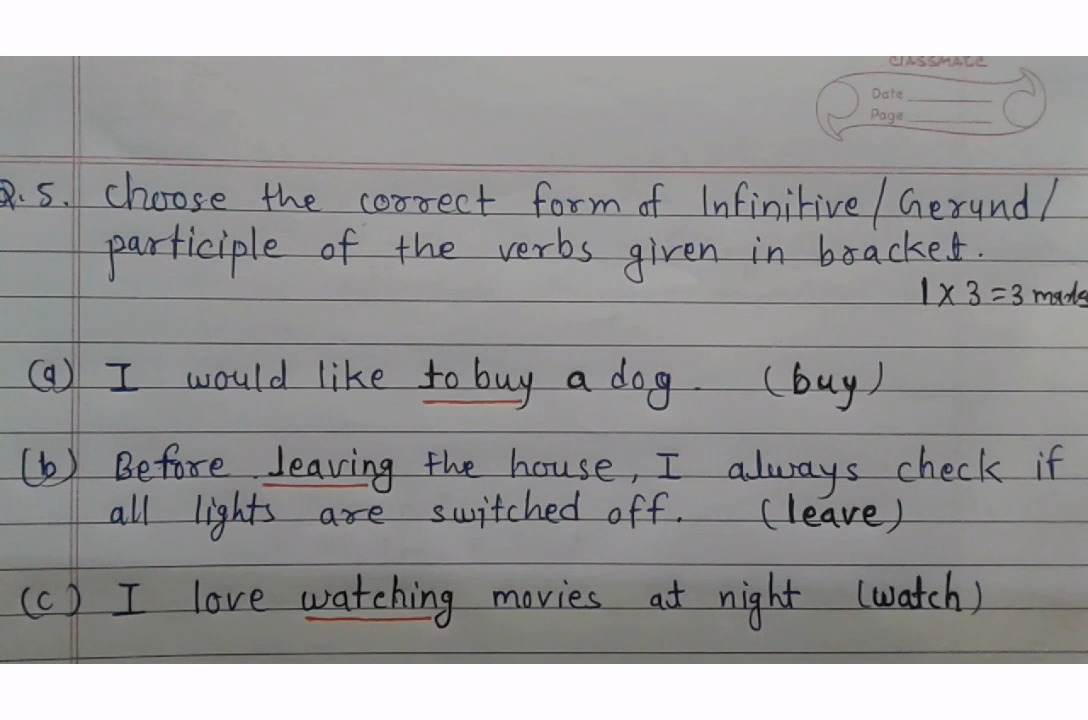 CLASSMATE
Date
Page
Q.5. Choose the correct form of Infinitive/Gerund/
participle of the verbs given in bracket.
1 X 3 = 3 marks
(a) I would like to buy a dog. (buy)
(b) Before leaving the house, I always check if
all lights are switched off. (leave)
(c) I love watching movies at night (watch)